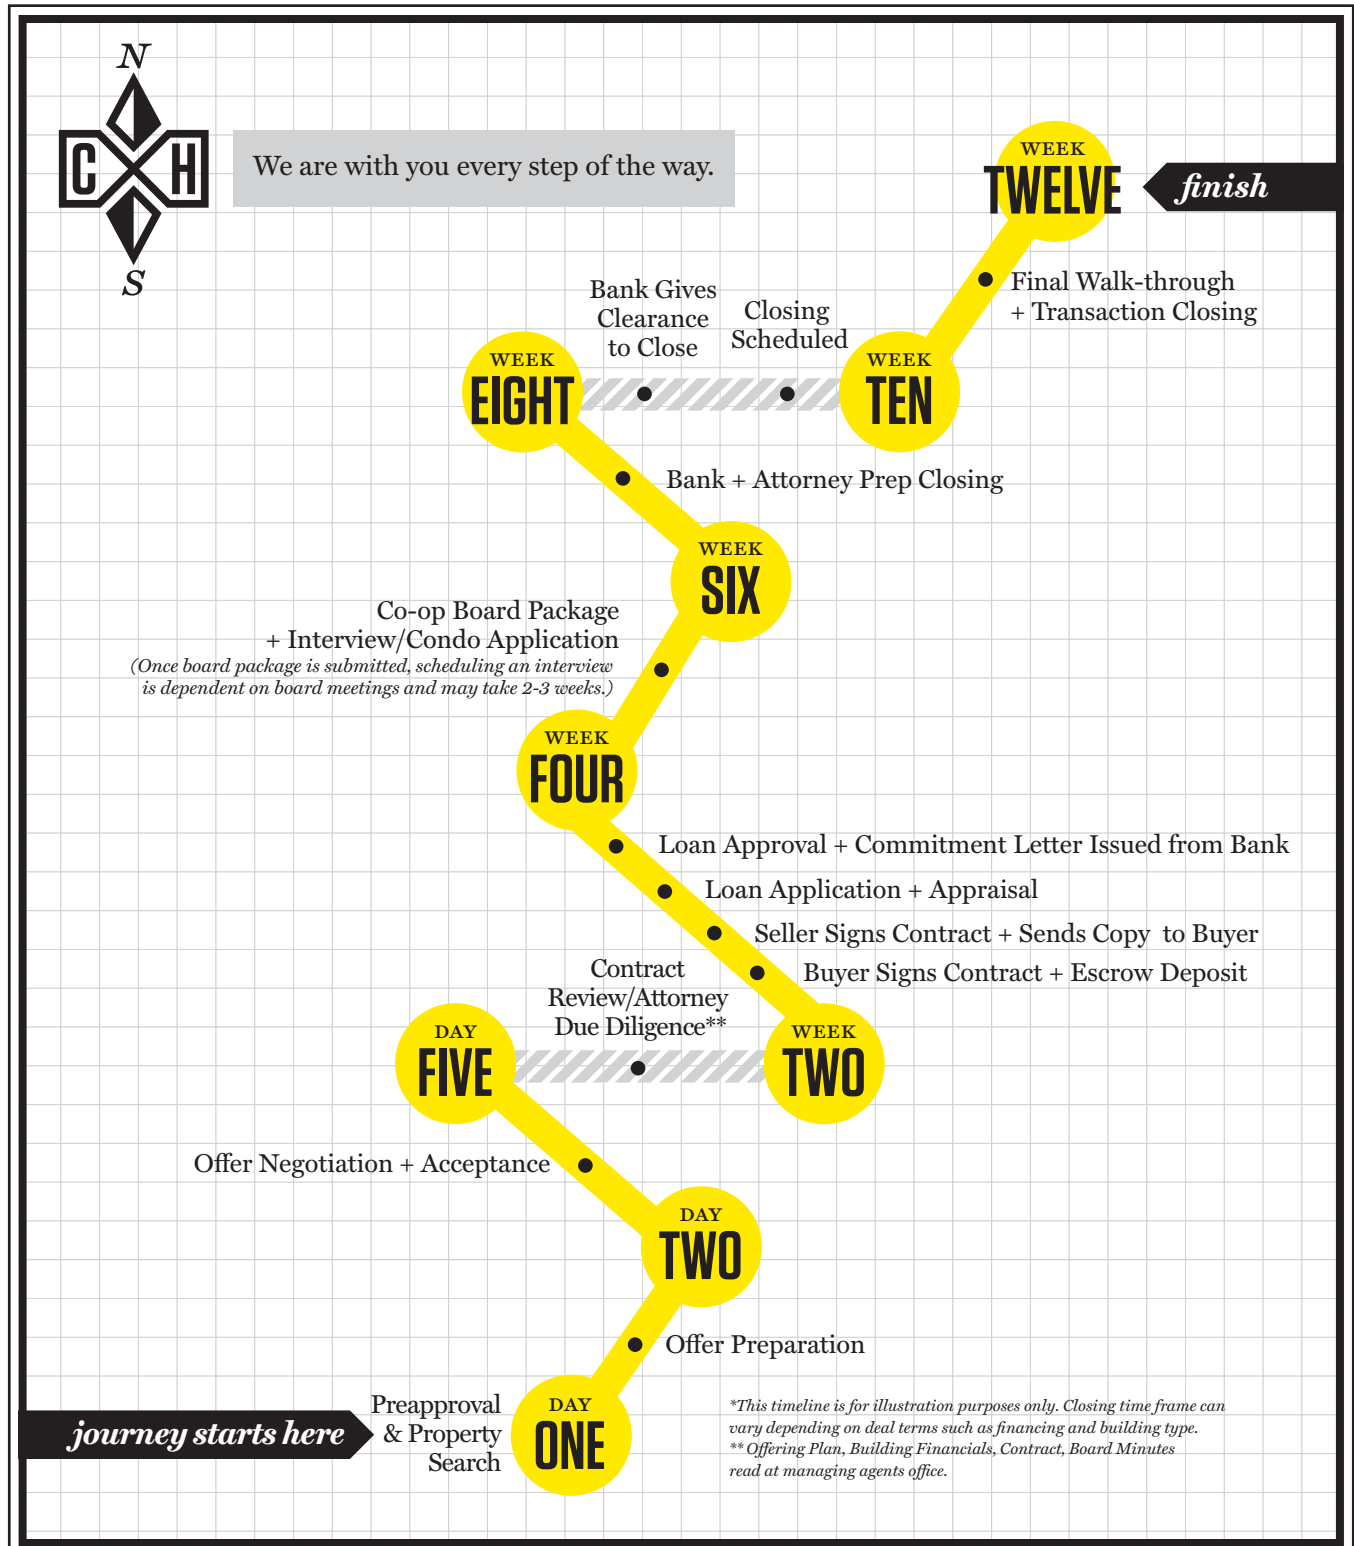 N
C H
S
We are with you every step of the way.
WEEK
TWELVE
finish
Final Walk-through
+ Transaction Closing
Bank Gives
Clearance
to Close
Closing
Scheduled
WEEK
EIGHT
WEEK
TEN
Bank + Attorney Prep Closing
WEEK
SIX
Co-op Board Package
+ Interview/Condo Application
(Once board package is submitted, scheduling an interview
is dependent on board meetings and may take 2-3 weeks.)
WEEK
FOUR
Loan Approval + Commitment Letter Issued from Bank
Loan Application + Appraisal
Seller Signs Contract + Sends Copy to Buyer
Buyer Signs Contract + Escrow Deposit
Contract
Review/Attorney
Due Diligence**
DAY
FIVE
WEEK
TWO
Offer Negotiation + Acceptance
DAY
TWO
Offer Preparation
journey starts here
Preapproval
& Property
Search
DAY
ONE
*This timeline is for illustration purposes only. Closing time frame can
vary depending on deal terms such as financing and building type.
** Offering Plan, Building Financials, Contract, Board Minutes
read at managing agents office.